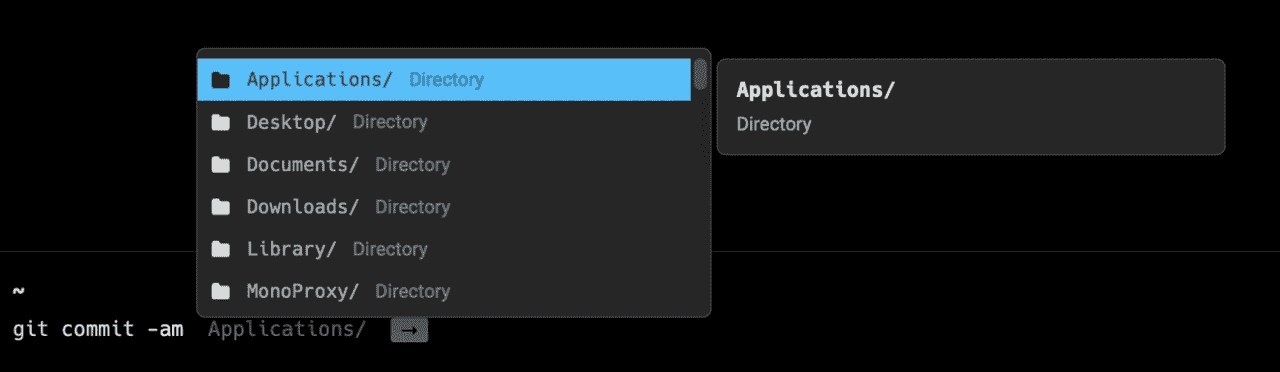 Applications/ Directory
Desktop/ Directory
Documents/ Directory
Downloads/ Directory
Library/ Directory
MonoProxy/ Directory
Applications/
Directory
~
git commit -am Applications/ →